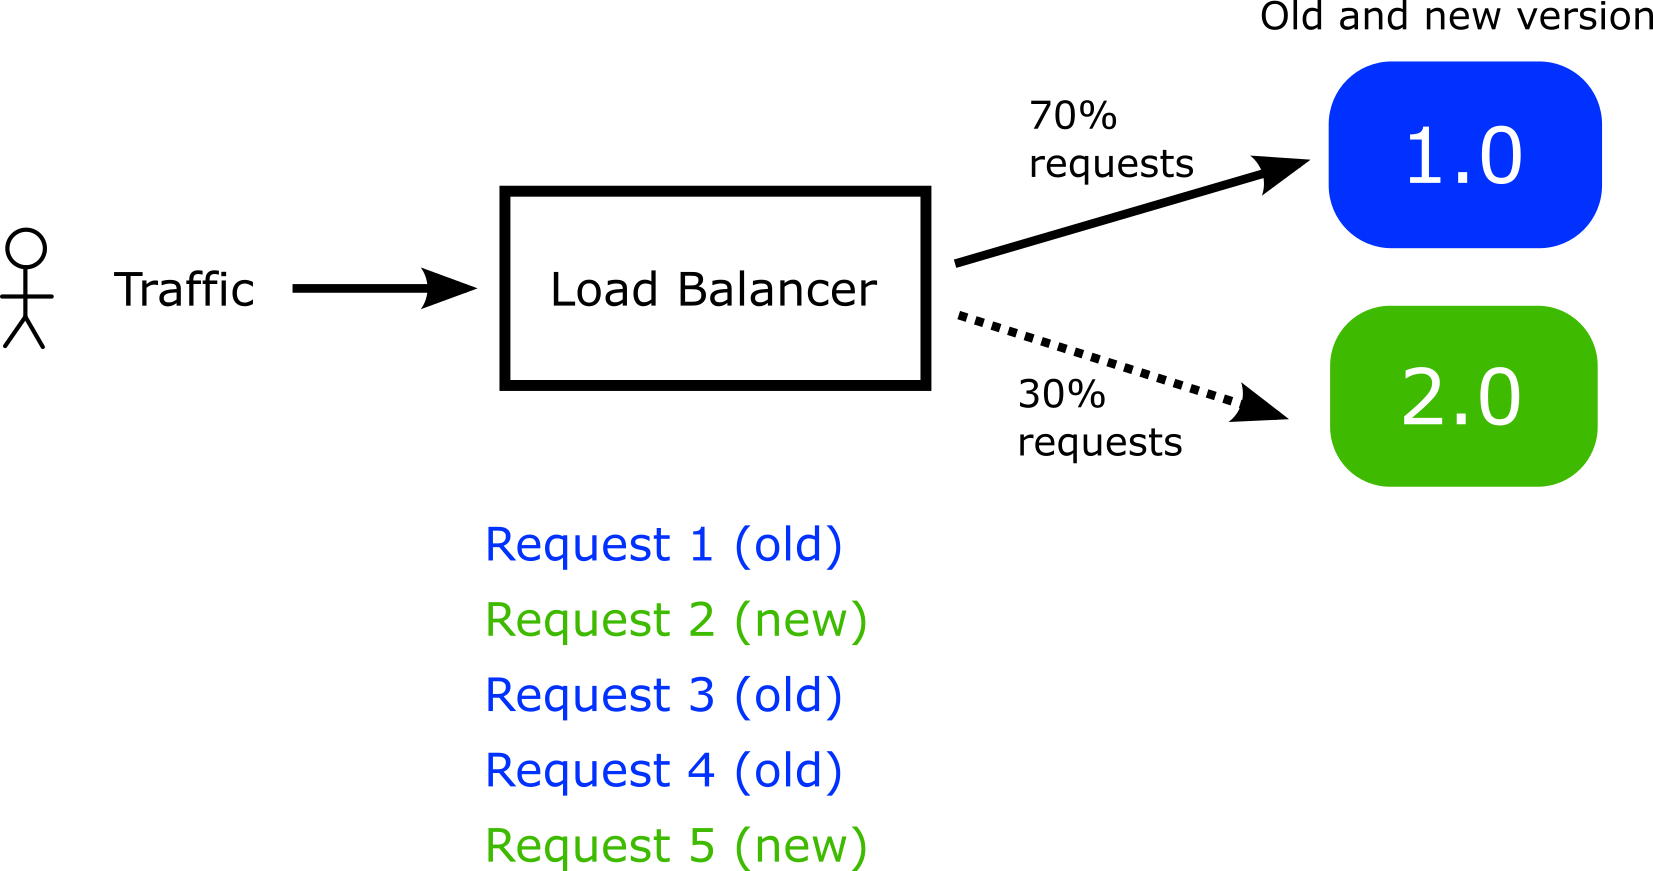 Old and new version
70%
requests
1.0
Traffic
Load Balancer
30%
requests
2.0
Request 1 (old)
Request 2 (new)
Request 3 (old)
Request 4 (old)
Request 5 (new)